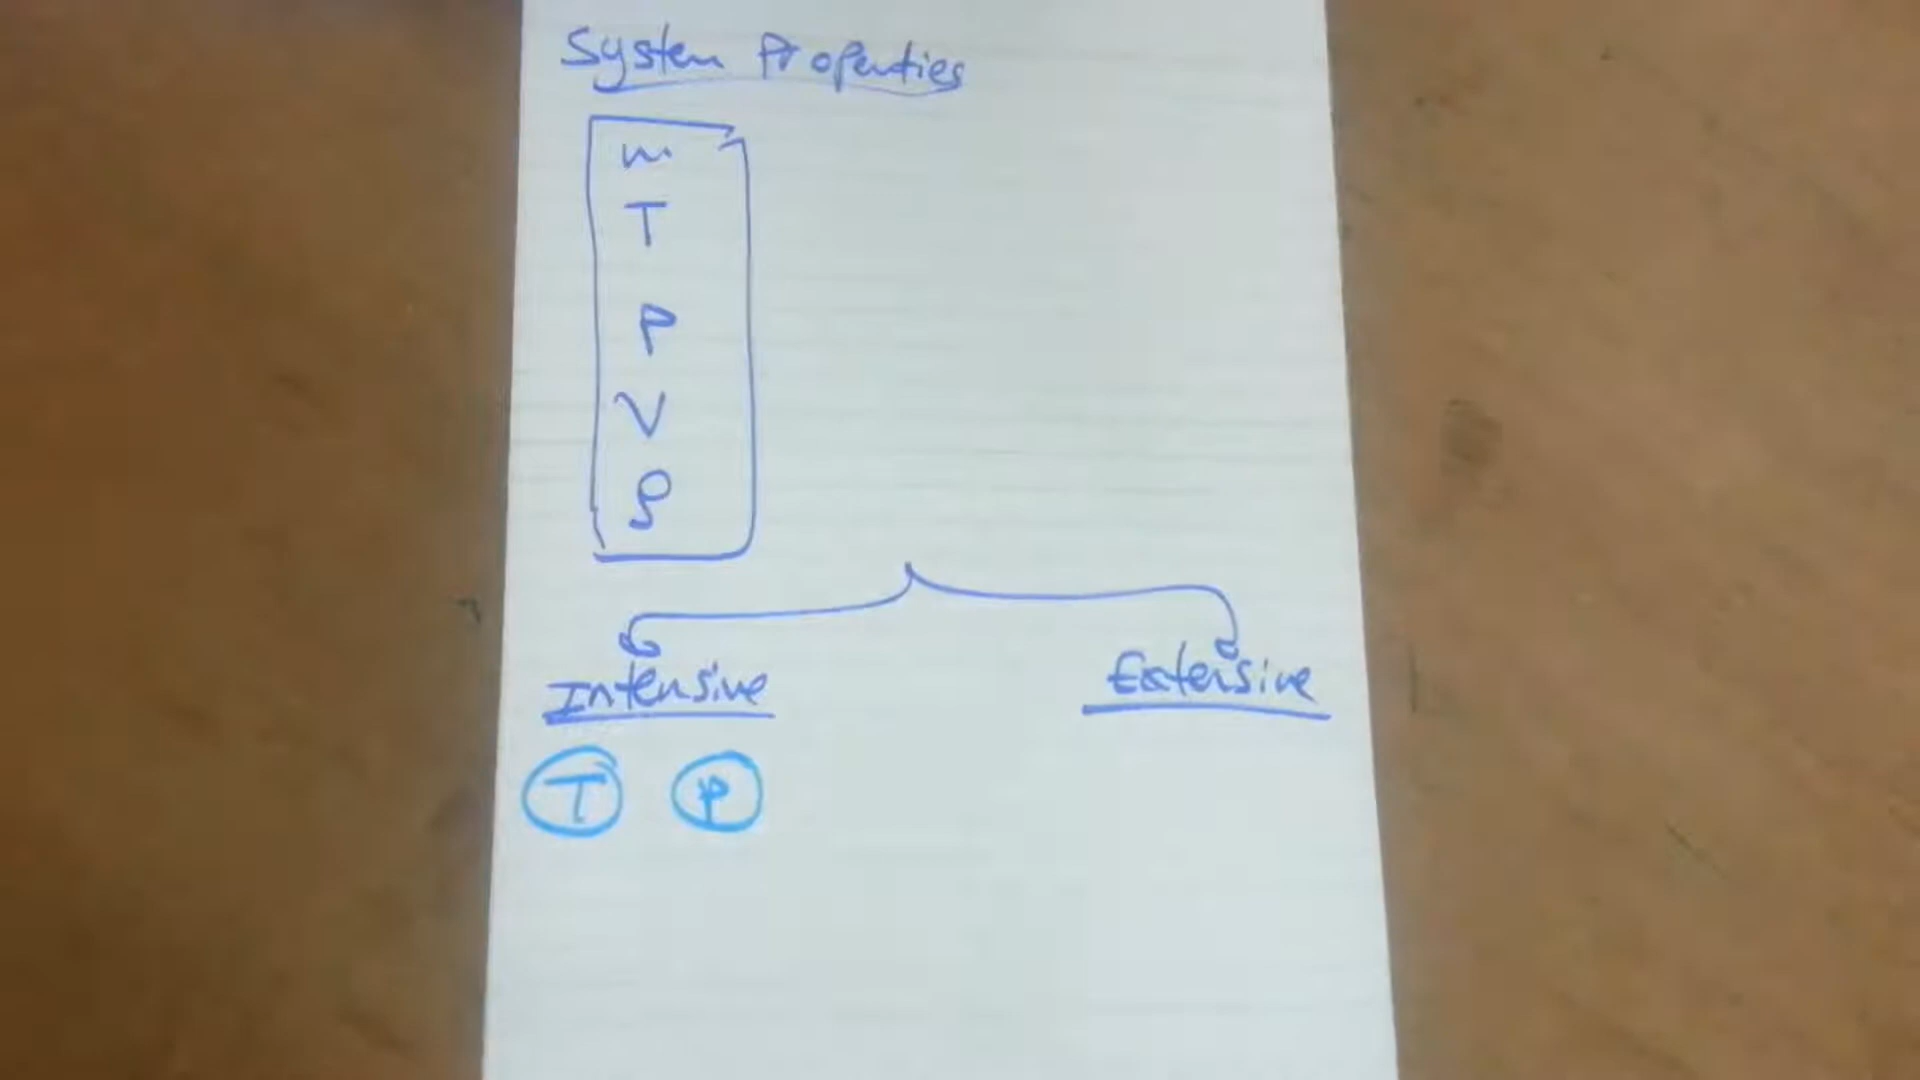 System Properties
m
T
P
V
ρ
Intensive Extensive
T P